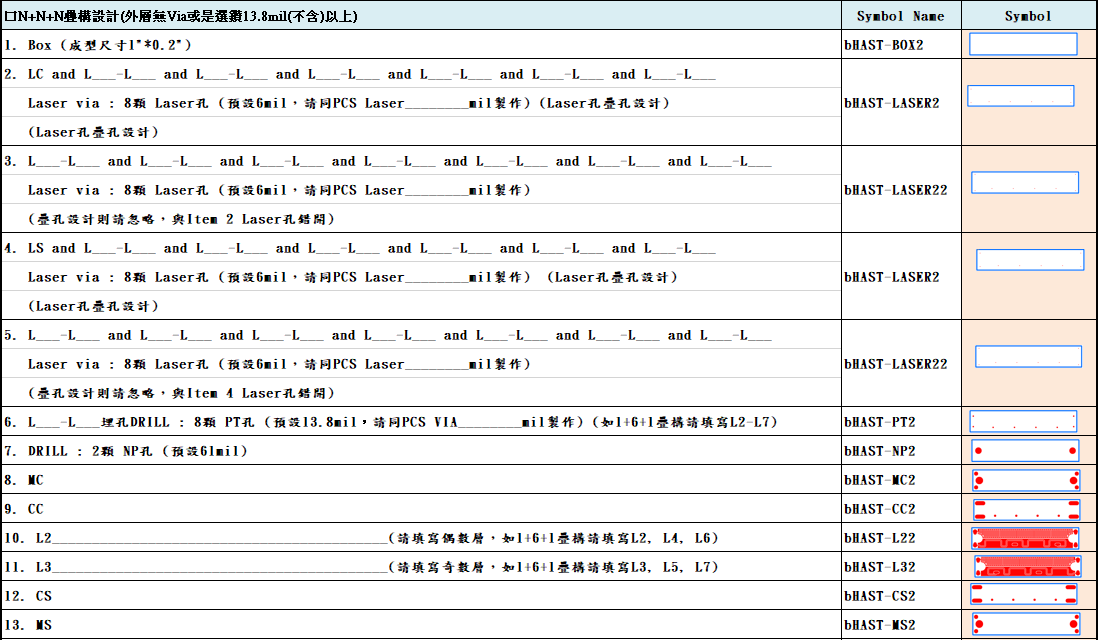 ☐N+N+N疊構設計(外層無Via或是選鑽13.8mil(不含)以上) Symbol Name Symbol
1. Box (成型尺寸1"*0.2") bHAST-BOX2
2. LC and L___-L___ and L___-L___ and L___-L___ and L___-L___ and L___-L___ and L___-L___
Laser via : 8顆 Laser孔 (預設6mil，請同PCS Laser________mil製作) (Laser孔疊孔設計) bHAST-LASER2
(Laser孔疊孔設計)
3. L___-L___ and L___-L___ and L___-L___ and L___-L___ and L___-L___ and L___-L___ and L___-L___
Laser via : 8顆 Laser孔 (預設6mil，請同PCS Laser________mil製作) bHAST-LASER22
(疊孔設計則請忽略，與Item 2 Laser孔錯開)
4. LS and L___-L___ and L___-L___ and L___-L___ and L___-L___ and L___-L___ and L___-L___
Laser via : 8顆 Laser孔 (預設6mil，請同PCS Laser________mil製作) (Laser孔疊孔設計) bHAST-LASER2
(Laser孔疊孔設計)
5. L___-L___ and L___-L___ and L___-L___ and L___-L___ and L___-L___ and L___-L___ and L___-L___
Laser via : 8顆 Laser孔 (預設6mil，請同PCS Laser________mil製作) bHAST-LASER22
(疊孔設計則請忽略，與Item 4 Laser孔錯開)
6. L___-L___埋孔DRILL : 8顆 PT孔 (預設13.8mil，請同PCS VIA________mil製作) (如1+6+1疊構請填寫L2-L7) bHAST-PT2
7. DRILL : 2顆 NP孔 (預設61mil) bHAST-NP2
8. MC bHAST-MC2
9. CC bHAST-CC2
10. L2__________________________________________(請填寫偶數層，如1+6+1疊構請填寫L2, L4, L6) bHAST-L22
11. L3__________________________________________(請填寫奇數層，如1+6+1疊構請填寫L3, L5, L7) bHAST-L32
12. CS bHAST-CS2
13. MS bHAST-MS2